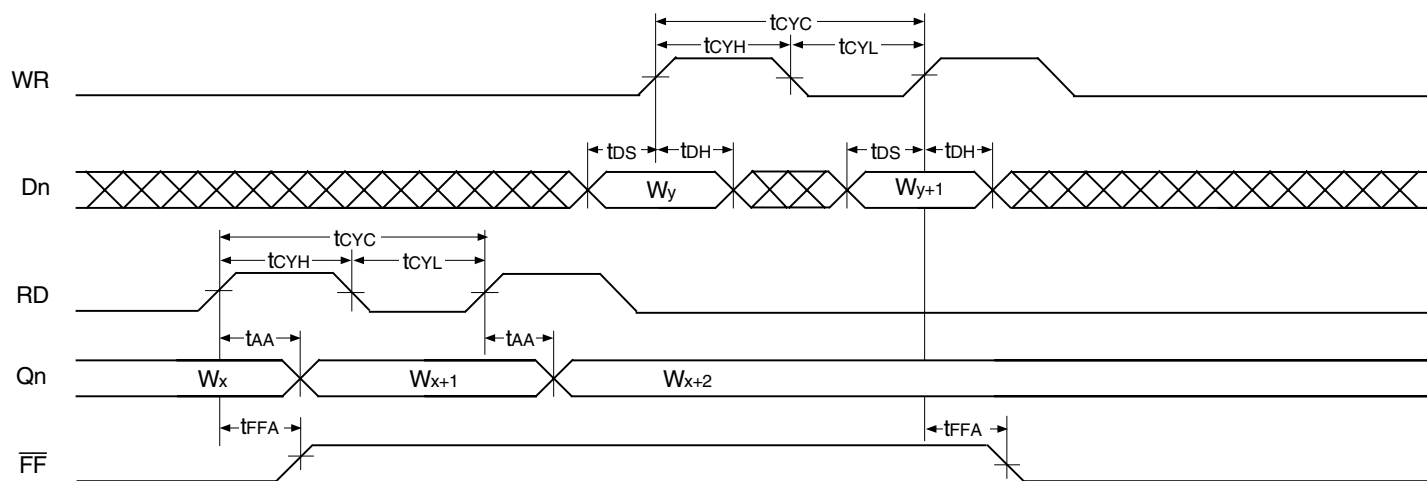 tCYC
tCYH tCYL
WR
tDS tDH tDS tDH
Dn Wy Wy+1
tCYC
tCYH tCYL
RD
tAA tAA
Qn Wx Wx+1 Wx+2
tFFA tFFA
F̅F̅